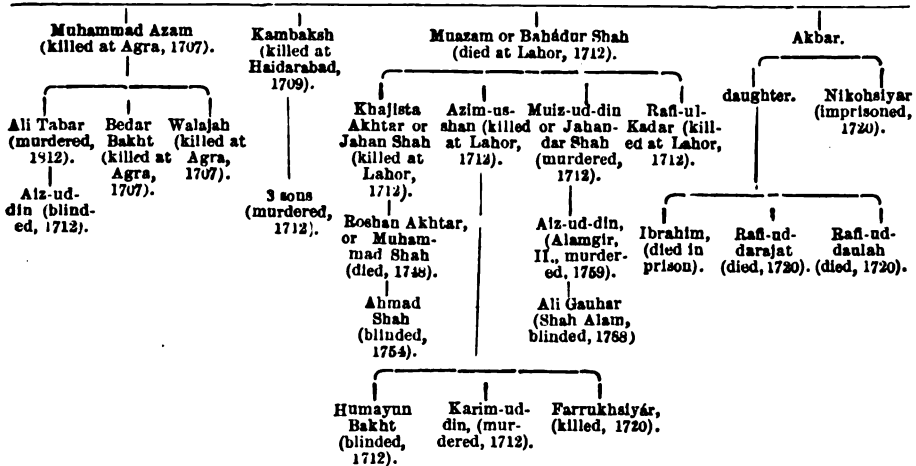 Muhammad Azam
(killed at Agra, 1707).
Kambaksh
(killed at
Haidarabad,
1709).
Muazam or Bahádur Shah
(died at Lahor, 1712).
Akbar.
Ali Tabar
(murdered,
1912)
Bedar
Bakht
(killed at
Agra,
1707).
Walajah
(killed at
Agra,
1707).
Khajista
Akhtar or
Jahan Shah
(killed at
Lahor,
1712).
Azim-us-
shan (killed
at Lahor,
1712).
Muiz-ud-din
or Jahan-
dar Shah
(murdered,
1712).
Rafi-ul-
Kadar (kill-
ed at Lahor,
1712).
daughter.
Nikohsiyar
(imprisoned,
1720).
Aiz-ud-
din (blind-
ed, 1712).
3 sons
(murdered,
1712).
Roshan Akhtar,
or Muham-
mad Shah
(died, 1748).
Aiz-ud-din,
(Alamgir,
II., murder-
ed, 1759).
Ibrahim,
(died in
prison).
Rafi-ud-
darajat
(died, 1720).
Rafi-ud-
daulah
(died, 1720).
Ahmad
Shah
(blinded,
1754).
Ali Gauhar
(Shah Alam,
blinded, 1788)
Humayun
Bakht
(blinded,
1712).
Karim-ud-
din, (mur-
dered, 1712).
Farrukhsiyár,
(killed, 1720).